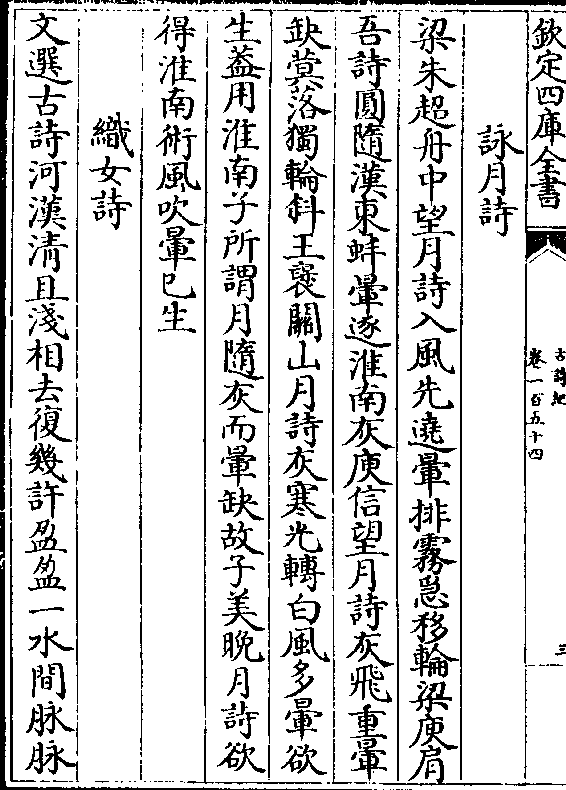 欽定四庫全書
古詩紀
卷一百五十四
三
詠月詩
梁朱超舟中望月詩入風先遶暈排霧急移輪梁庾肩
吾詩圓隨漢東蚌暈逐淮南灰庾信望月詩灰飛重暈
缺蓂落獨輪斜王褒關山月詩灰寒光轉白風多暈欲
生葢用淮南子所謂月隨灰而暈缺故子美晚月詩欲
得淮南術風吹暈已生
織女詩
文選古詩河漢清且淺相去復幾許盈盈一水間脉脉